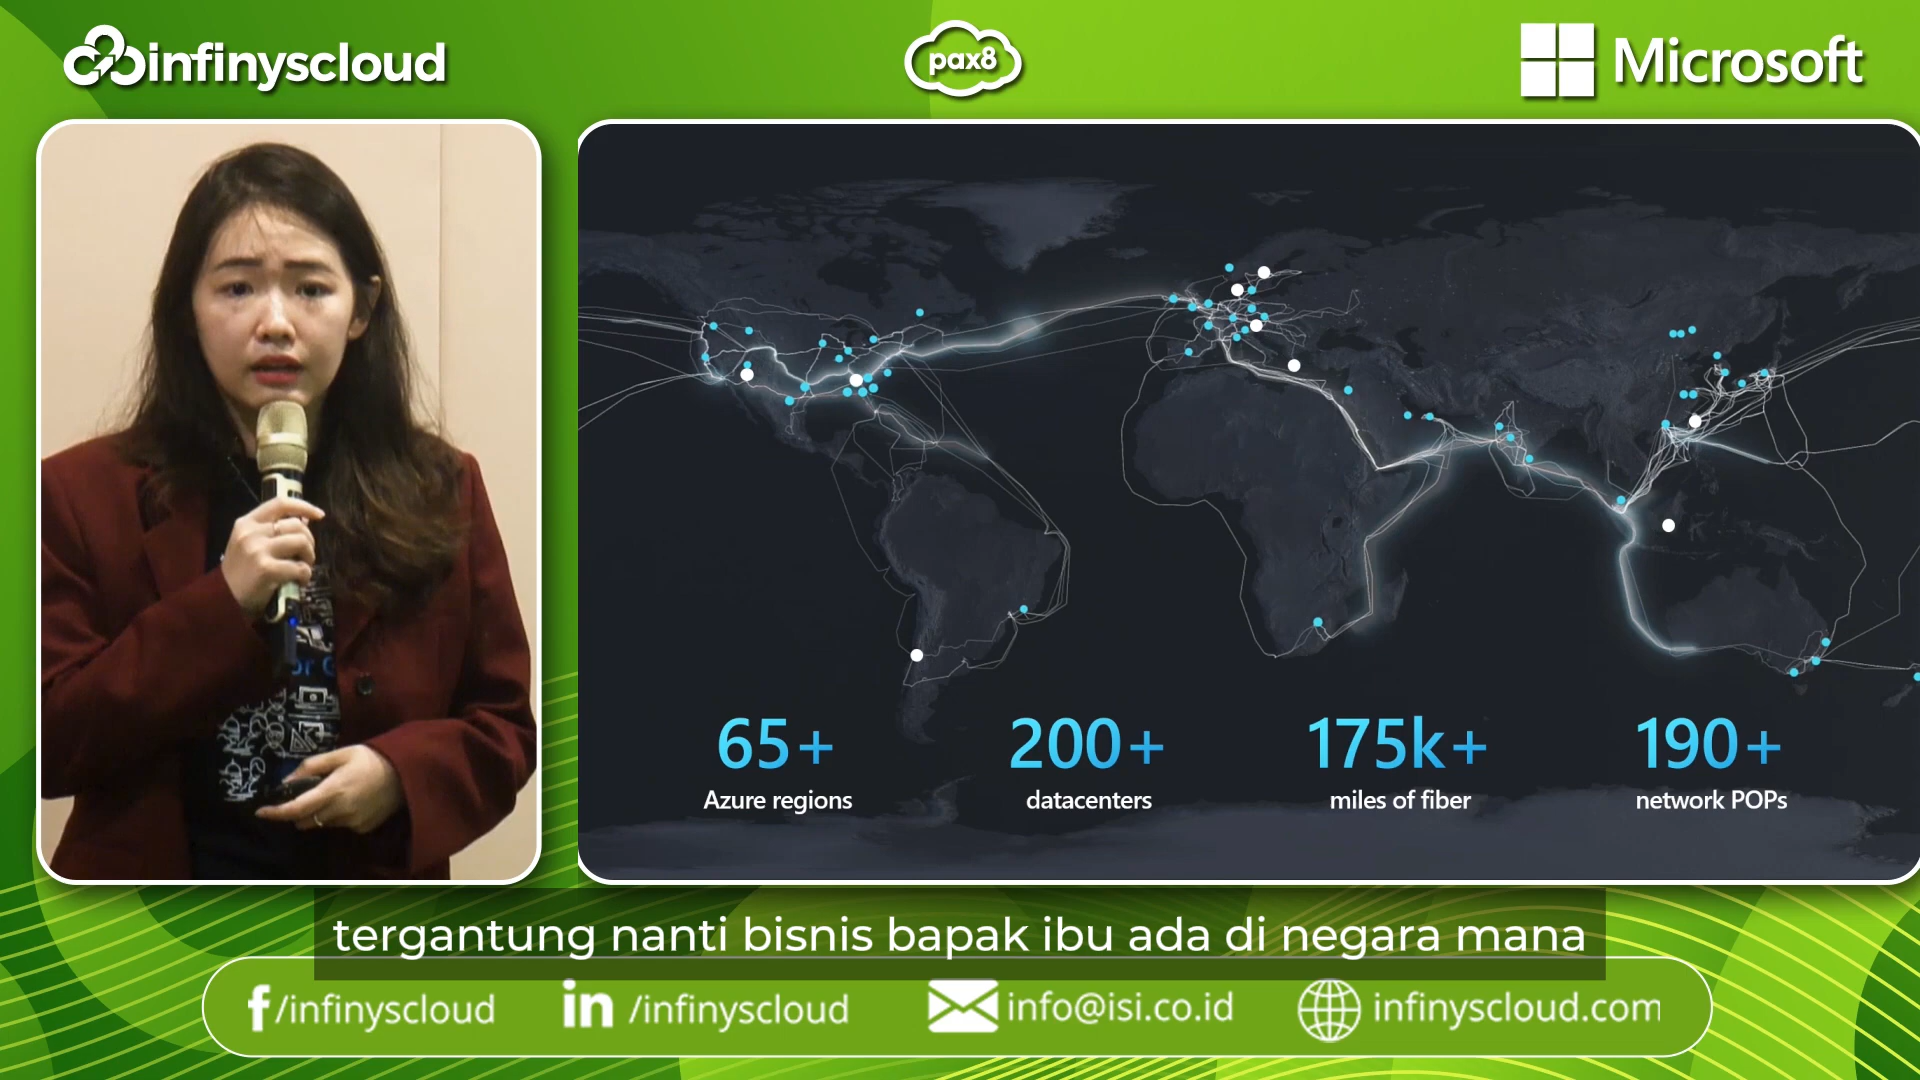 infinyscloud
pax8
Microsoft
65+
Azure regions
200+
datacenters
175k+
miles of fiber
190+
network POPs
tergantung nanti bisnis bapak ibu ada di negara mana
/infinyscloud
/infinyscloud
info@isi.co.id
infinyscloud.com